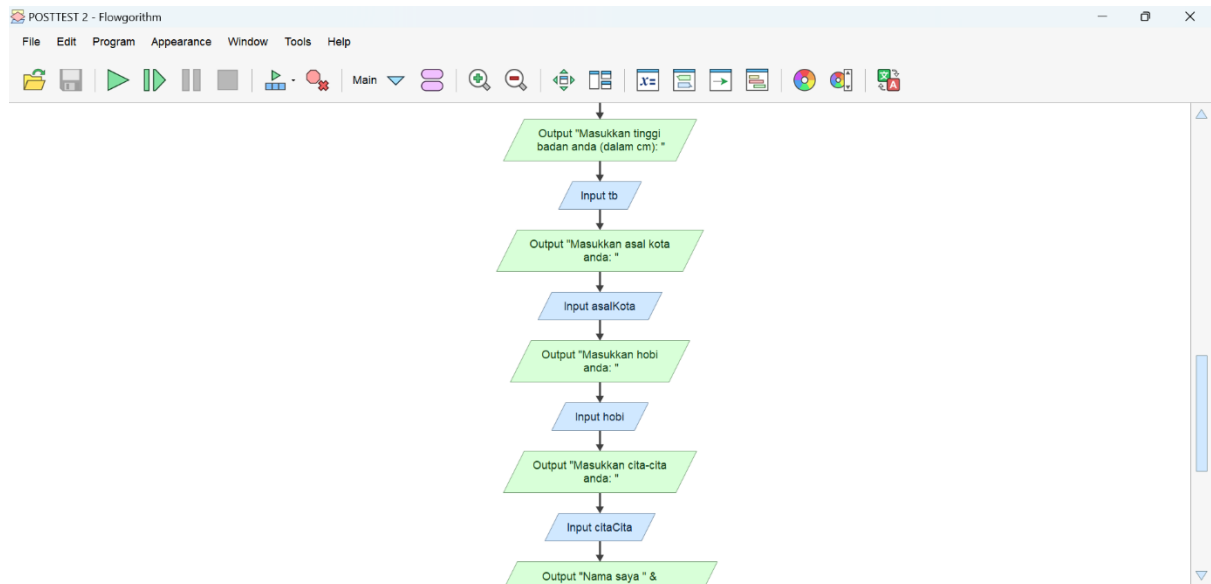 POSTTEST 2 - Flowgorithm
File Edit Program Appearance Window Tools Help
Main
x=
A
Output "Masukkan tinggi
badan anda (dalam cm): "
Input tb
Output "Masukkan asal kota
anda: "
Input asalKota
Output "Masukkan hobi
anda: "
Input hobi
Output "Masukkan cita-cita
anda: "
Input citaCita
Output "Nama saya " &